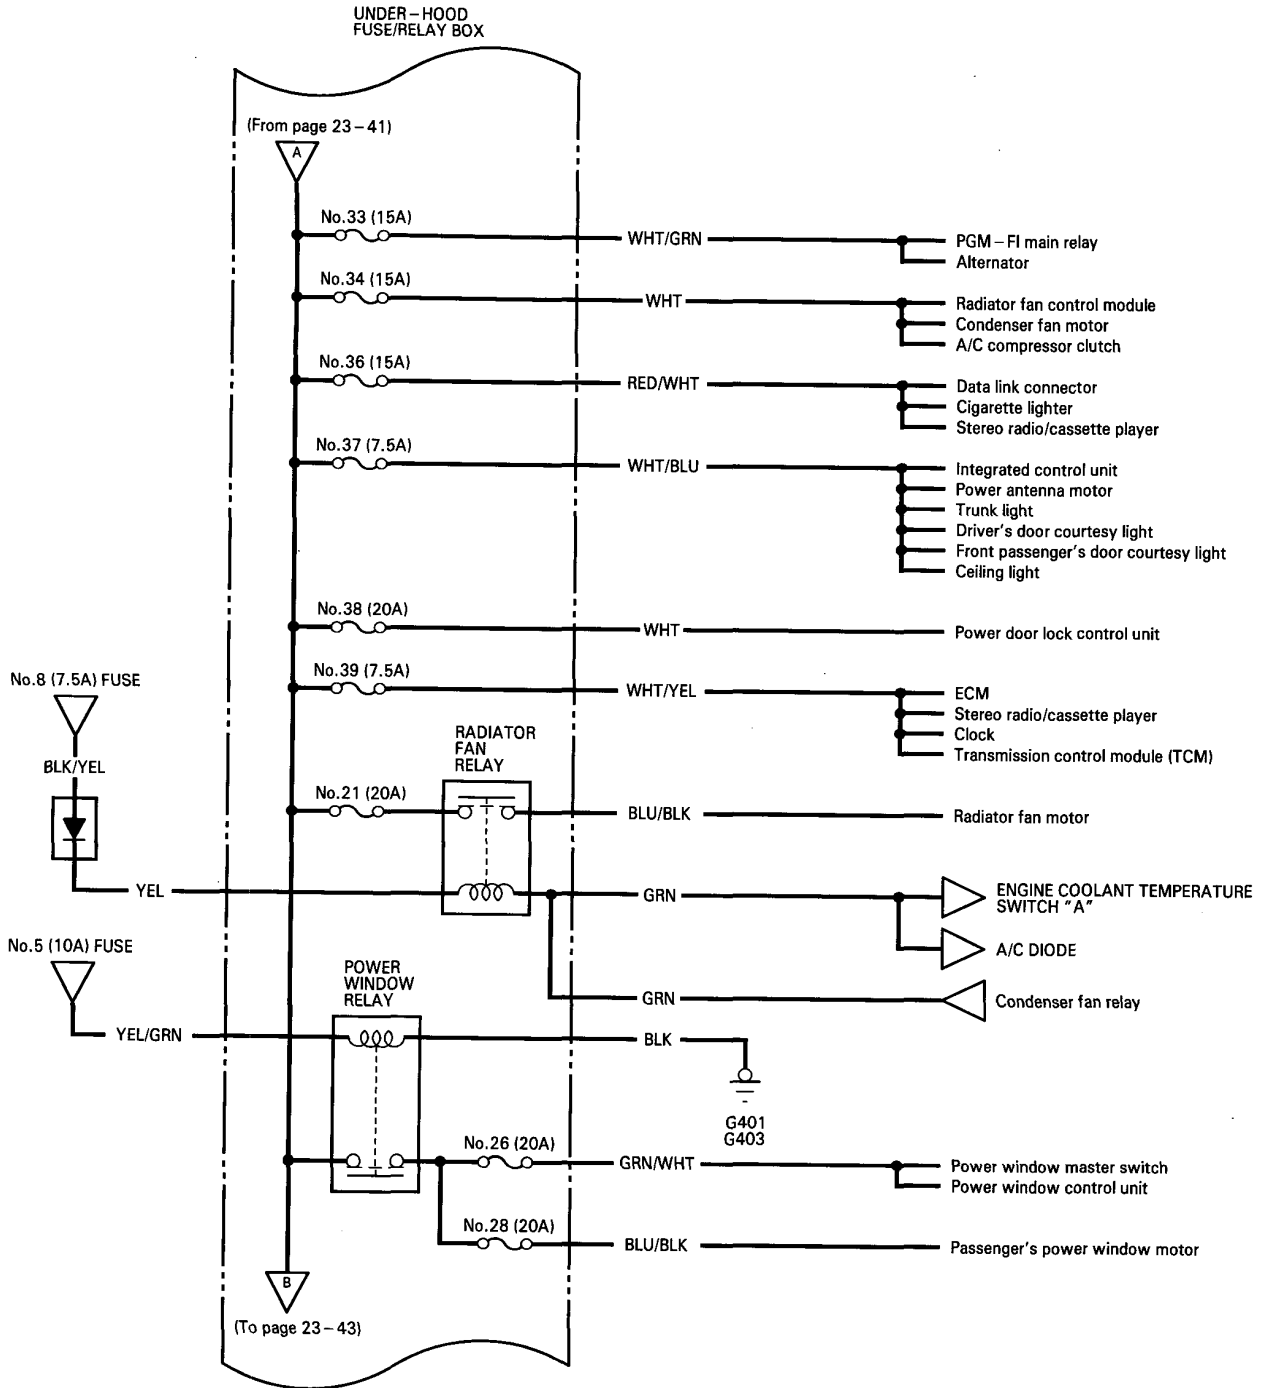 UNDER-HOOD
FUSE/RELAY BOX
(From page 23-41)
A
No.33 (15A)
WHT/GRN
PGM-FI main relay
Alternator
No.34 (15A)
WHT
Radiator fan control module
Condenser fan motor
A/C compressor clutch
No.36 (15A)
RED/WHT
Data link connector
Cigarette lighter
Stereo radio/cassette player
No.37 (7.5A)
WHT/BLU
Integrated control unit
Power antenna motor
Trunk light
Driver's door courtesy light
Front passenger's door courtesy light
Ceiling light
No.38 (20A)
WHT
Power door lock control unit
No.39 (7.5A)
WHT/YEL
ECM
Stereo radio/cassette player
Clock
Transmission control module (TCM)
No.8 (7.5A) FUSE
BLK/YEL
RADIATOR
FAN
RELAY
No.21 (20A)
BLU/BLK
Radiator fan motor
YEL
GRN
ENGINE COOLANT TEMPERATURE
SWITCH "A"
A/C DIODE
No.5 (10A) FUSE
POWER
WINDOW
RELAY
GRN
Condenser fan relay
YEL/GRN
BLK
G401
G403
No.26 (20A)
GRN/WHT
Power window master switch
Power window control unit
No.28 (20A)
BLU/BLK
Passenger's power window motor
B
(To page 23-43)